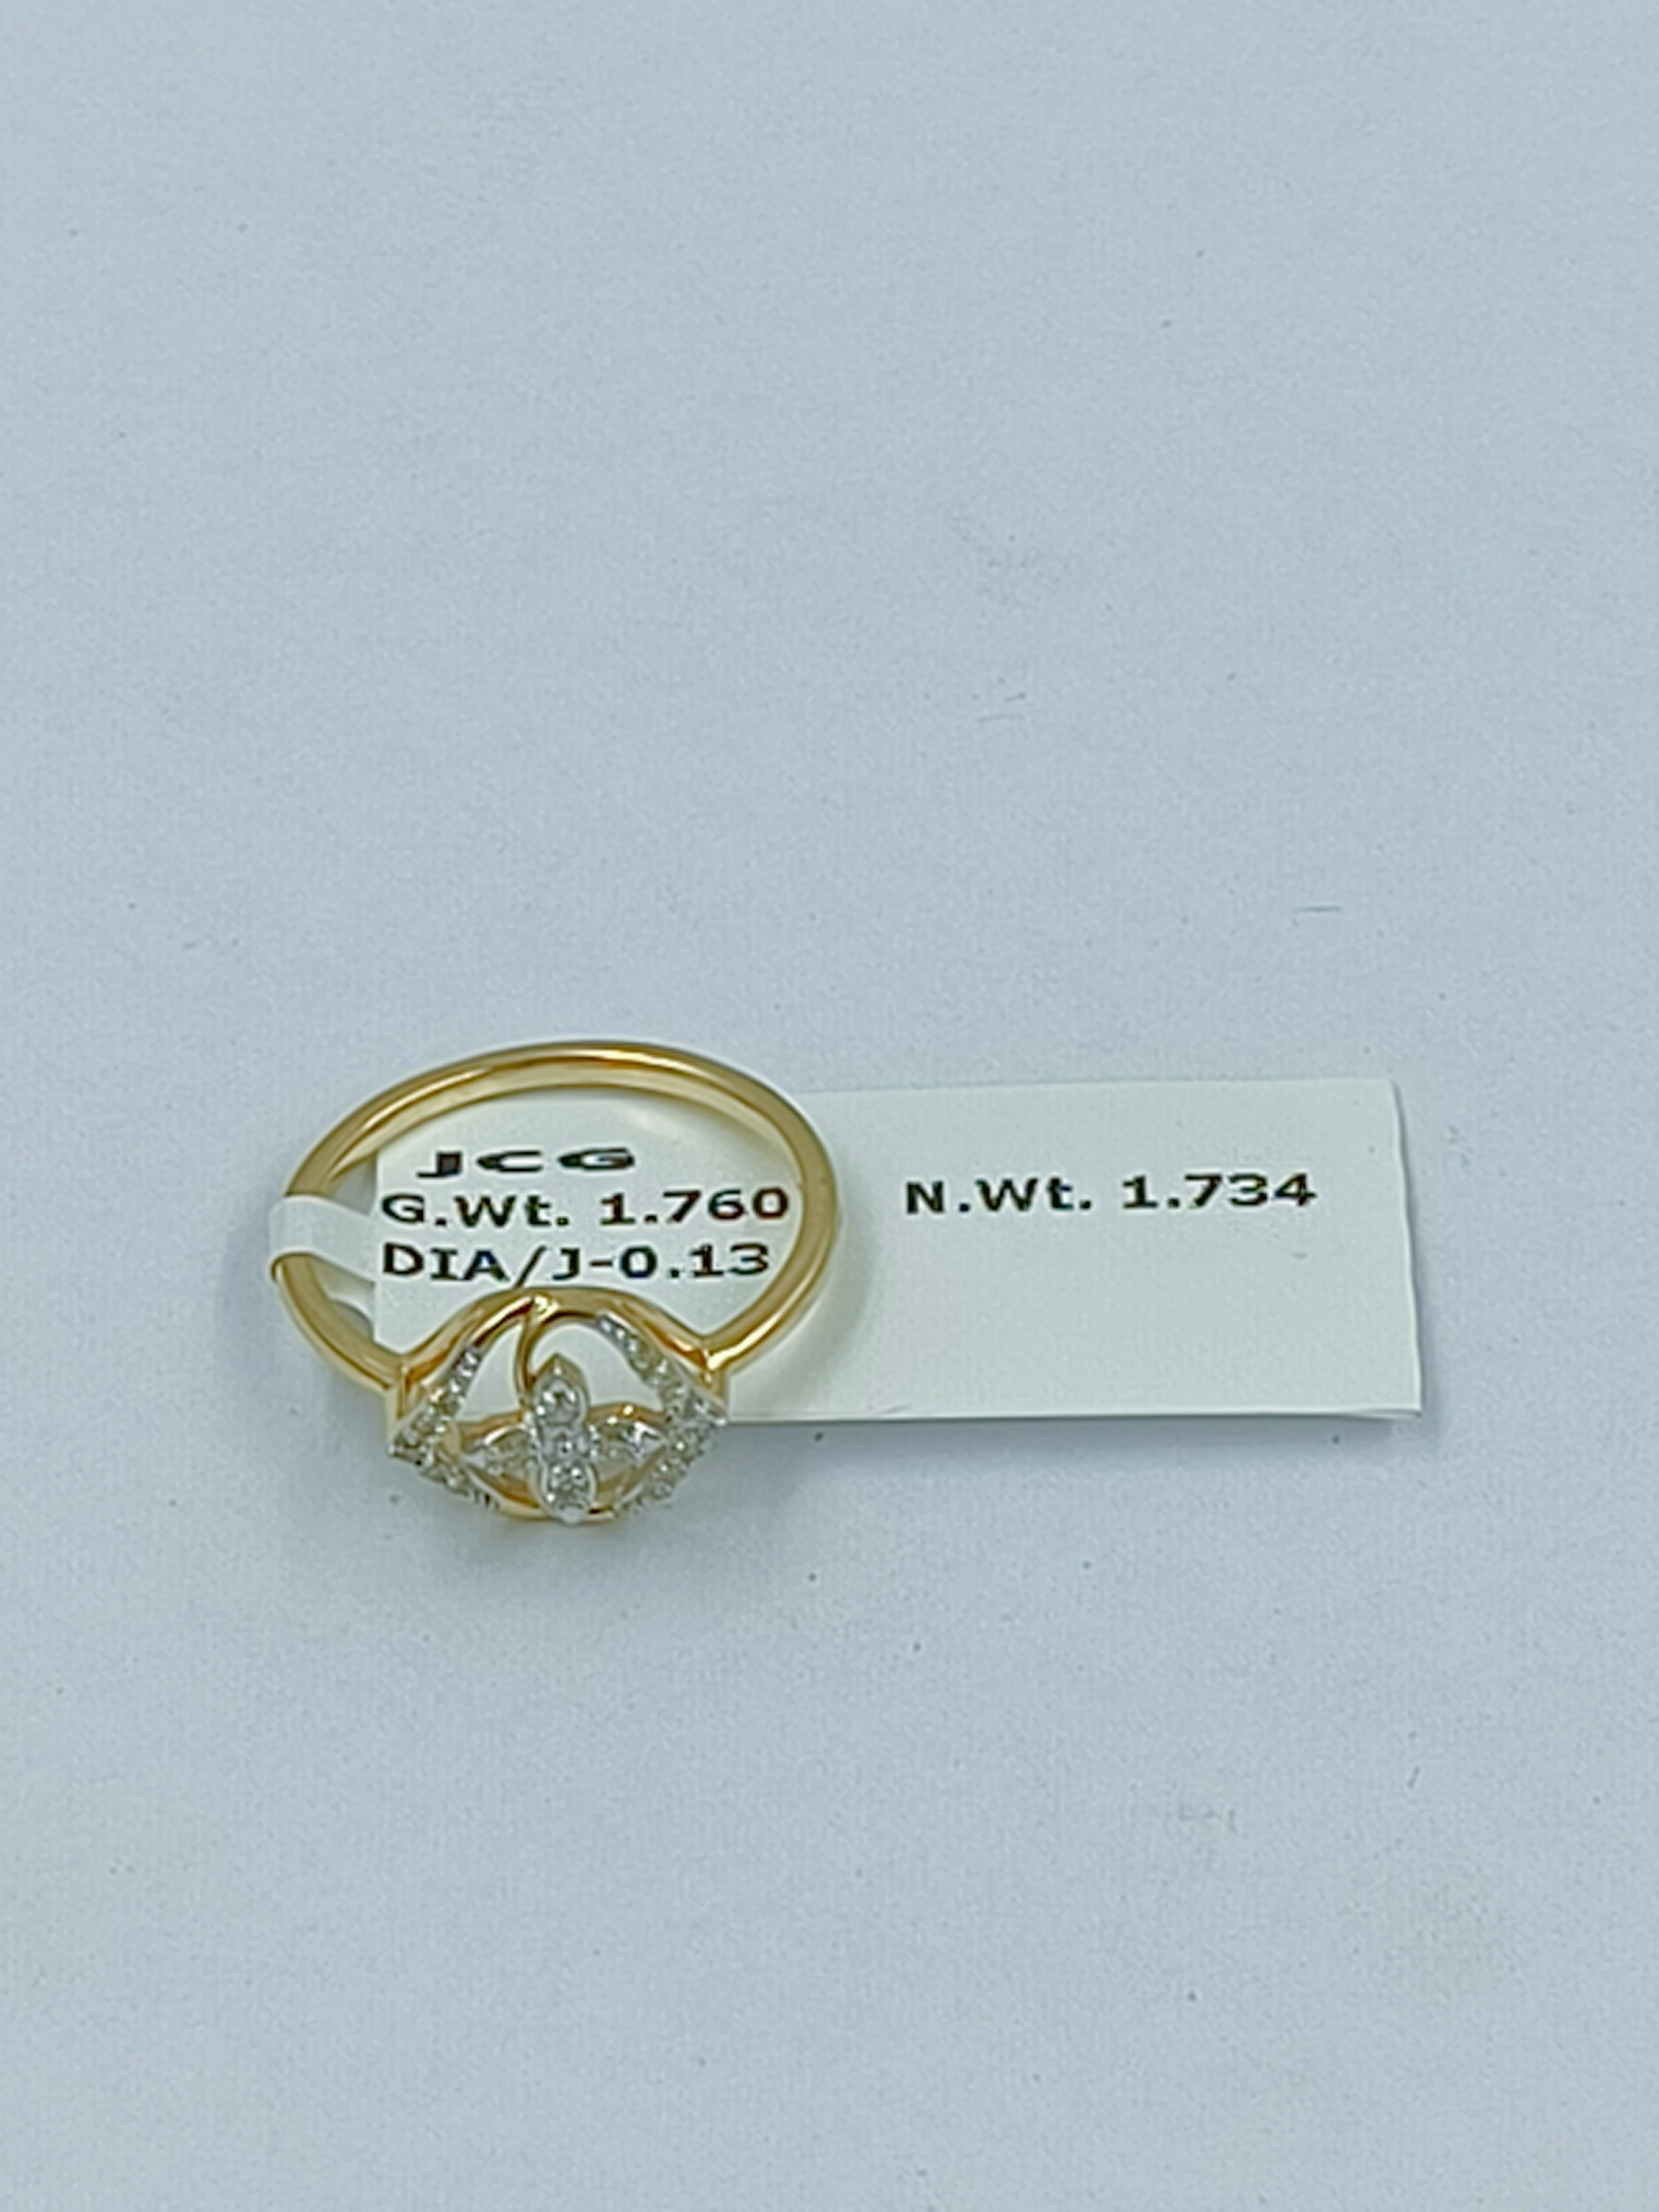 JCG
G.Wt. 1.760
DIA/J-0.13
N.Wt. 1.734